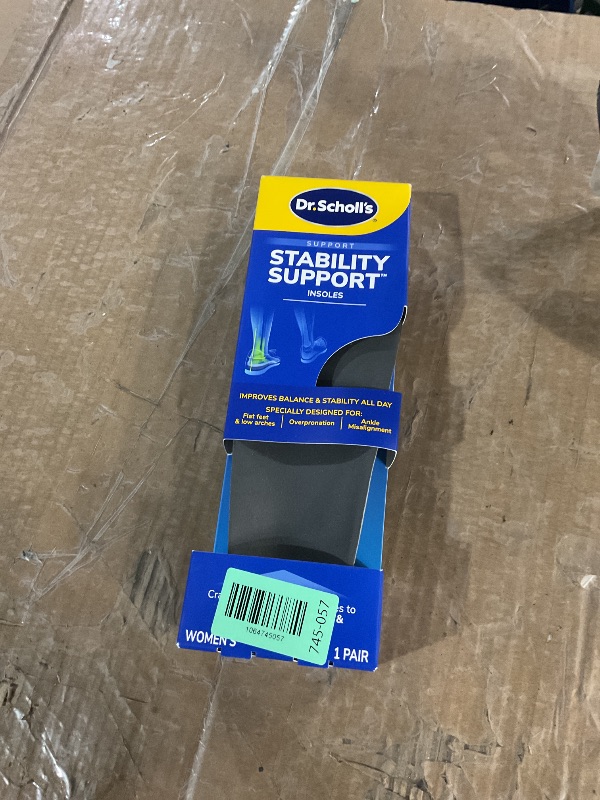 Dr.Scholl's
SUPPORT
STABILITY
SUPPORT™
INSOLES
IMPROVES BALANCE & STABILITY ALL DAY
SPECIALLY DESIGNED FOR:
Flat feet
& low arches
Overpronation
Ankle
Misalignment
to
&
1064745057
745-057
WOMEN'S
1 PAIR